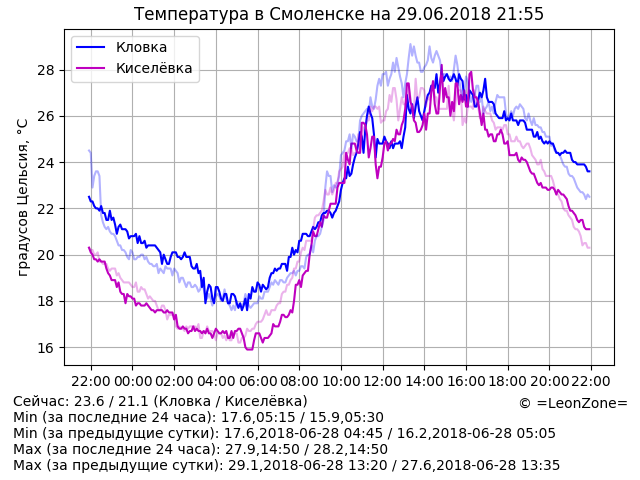 Температура в Смоленске на 29.06.2018 21:55
Кловка
Киселёвка
градусов Цельсия, °C
28
26
24
22
20
18
16
22:00 00:00 02:00 04:00 06:00 08:00 10:00 12:00 14:00 16:00 18:00 20:00 22:00
Сейчас: 23.6 / 21.1 (Кловка / Киселёвка)
© =LeonZone=
Min (за последние 24 часа): 17.6,05:15 / 15.9,05:30
Min (за предыдущие сутки): 17.6,2018-06-28 04:45 / 16.2,2018-06-28 05:05
Max (за последние 24 часа): 27.9,14:50 / 28.2,14:50
Max (за предыдущие сутки): 29.1,2018-06-28 13:20 / 27.6,2018-06-28 13:35